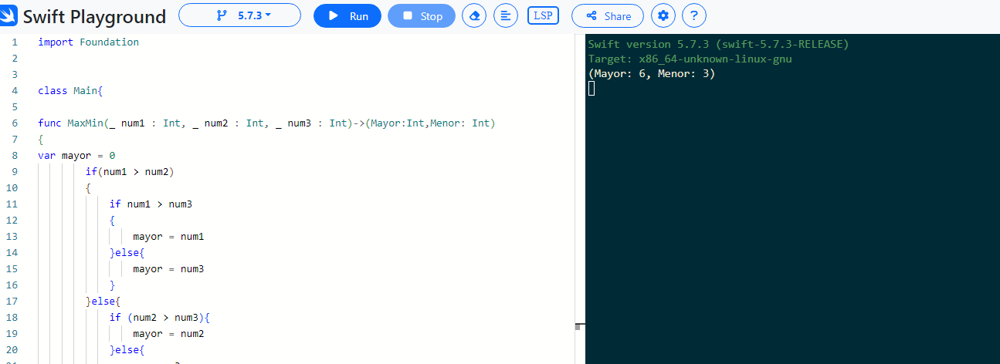 Swift Playground 5.7.3 Run Stop LSP Share ?
1 import Foundation
2
3
4 class Main{
5
6 func MaxMin(_ num1 : Int, _ num2 : Int, _ num3 : Int)->(Mayor:Int,Menor: Int)
7 {
8 var mayor = 0
9 if(num1 > num2)
10 {
11 if num1 > num3
12 {
13 mayor = num1
14 }else{
15 mayor = num3
16 }
17 }else{
18 if (num2 > num3){
19 mayor = num2
20 }else{
Swift version 5.7.3 (swift-5.7.3-RELEASE)
Target: x86_64-unknown-linux-gnu
(Mayor: 6, Menor: 3)